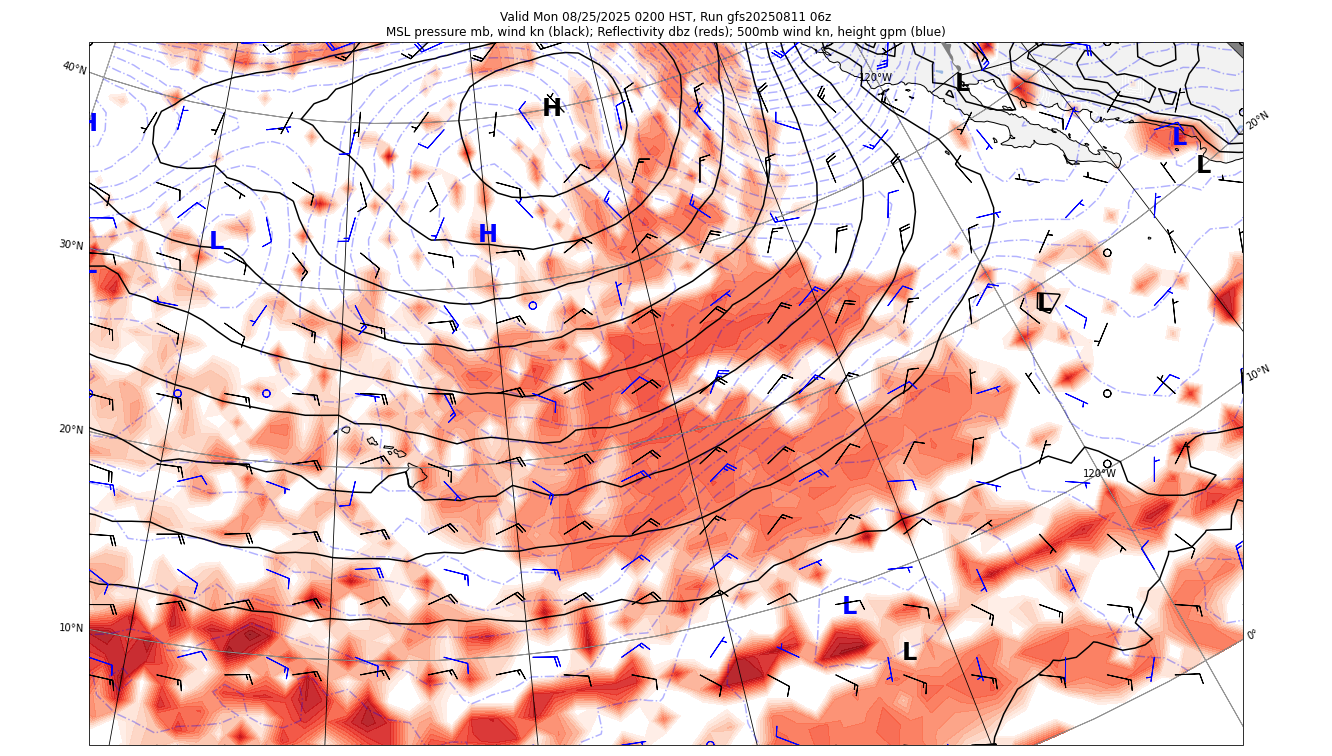 Valid Mon 08/25/2025 0200 HST, Run gfs20250811 06z
MSL pressure mb, wind kn (black); Reflectivity dbz (reds); 500mb wind kn, height gpm (blue)
40°N
120°W
L
H
H
20°N
L
L
30°N
L
H
L
10°N
20°N
120°W
10°N
L
0°
L